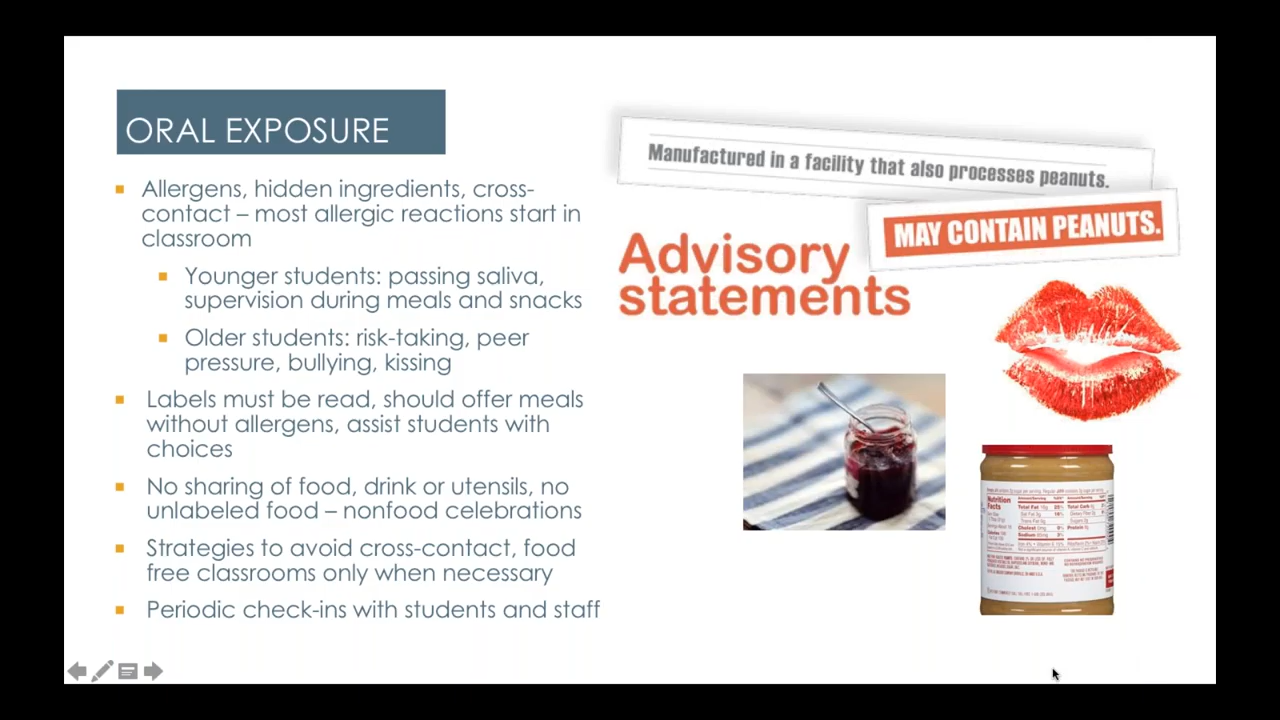 ORAL EXPOSURE
Allergens, hidden ingredients, cross-
contact – most allergic reactions start in
classroom
Younger students: passing saliva,
supervision during meals and snacks
Older students: risk-taking, peer
pressure, bullying, kissing
Labels must be read, should offer meals
without allergens, assist students with
choices
No sharing of food, drink or utensils, no
unlabeled food – nonfood celebrations
Strategies to avoid cross-contact, food
free classrooms only when necessary
Periodic check-ins with students and staff
Manufactured in a facility that also processes peanuts.
MAY CONTAIN PEANUTS.
Advisory
statements
Nutrition
Facts